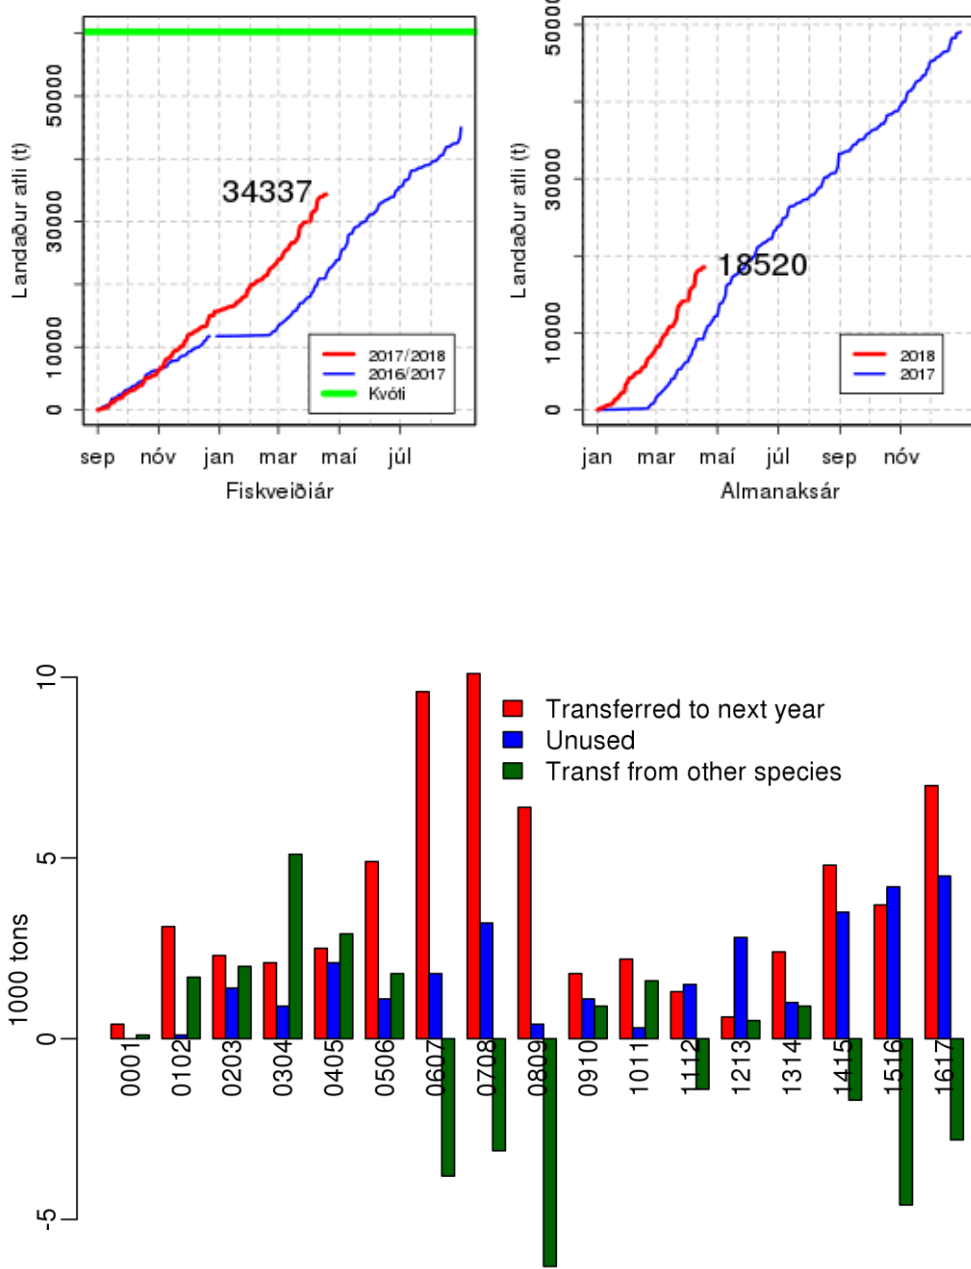 Landaður afli (t)
0
10000
30000
50000
34337
2017/2018
2016/2017
Kvóti
sep
nóv
jan
mar
maí
júl
Fiskveiðiár
Landaður afli (t)
0
10000
30000
50000
18520
2018
2017
jan
mar
maí
júl
sep
nóv
Almanaksár
1000 tons
10
5
0
-5
Transferred to next year
Unused
Transf from other species
0001
0102
0203
0304
0405
0506
0607
0708
0809
0910
1011
1112
1213
1314
1415
1516
1617